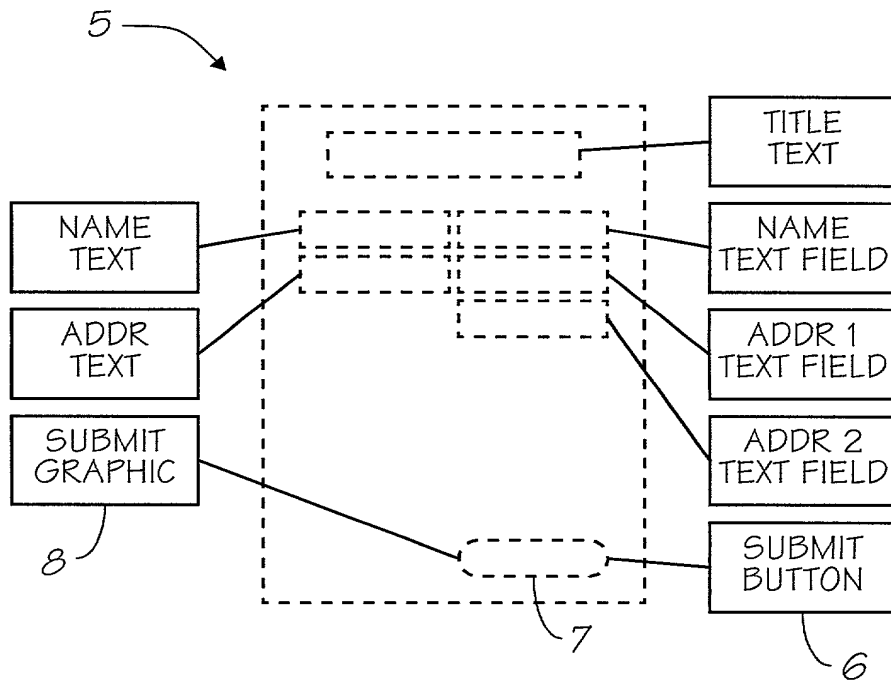 5
TITLE
TEXT
NAME
TEXT
NAME
TEXT FIELD
ADDR
TEXT
ADDR 1
TEXT FIELD
SUBMIT
GRAPHIC
ADDR 2
TEXT FIELD
8
7
SUBMIT
BUTTON
6